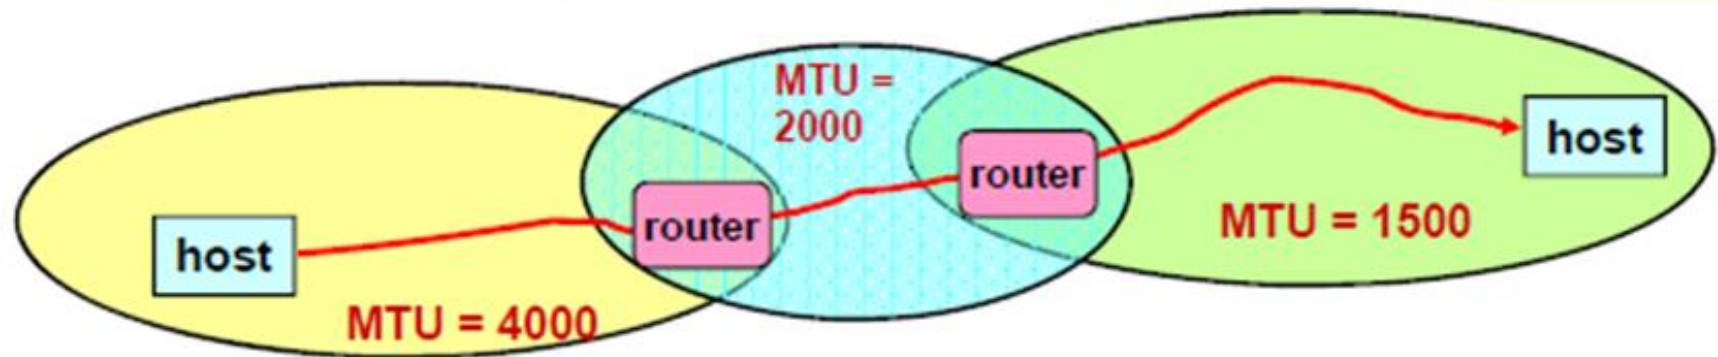 host
MTU = 4000
router
MTU =
2000
router
MTU = 1500
host